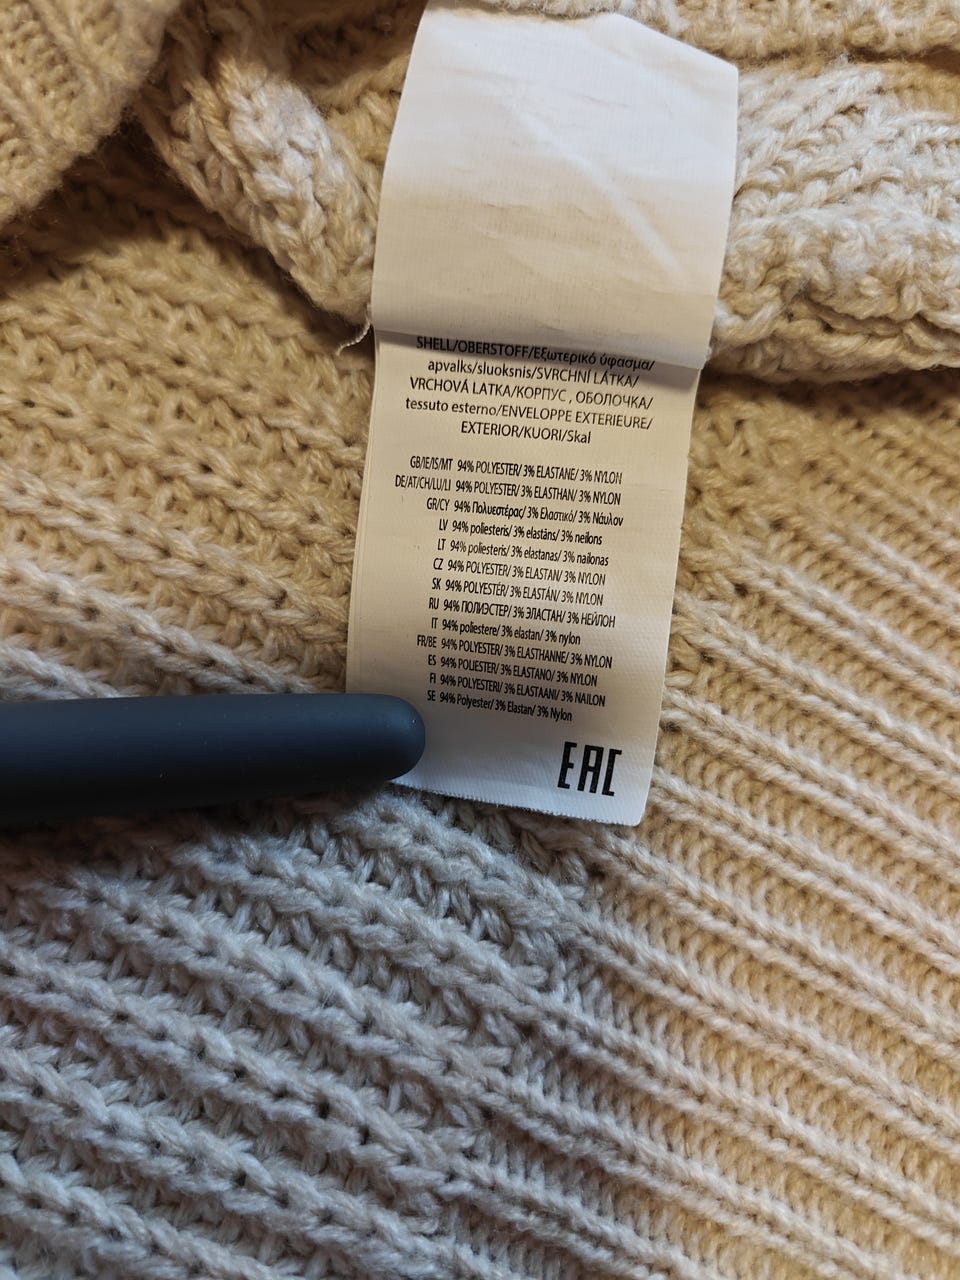 SHELL/OBERSTOFF/Εξωτερικό ύφασμα/
apvalks/sluoksnis/SVRCHNÍ LÁTKA/
VRCHOVÁ LATKA/КОРПУС , ОБОЛОЧКА/
tessuto esterno/ENVELOPPE EXTERIEURE/
EXTERIOR/KUORI/Skal
GB/IE/IS/MT 94% POLYESTER/ 3% ELASTANE/ 3% NYLON
DE/AT/CH/LU/LI 94% POLYESTER/ 3% ELASTHAN/ 3% NYLON
GR/CY 94% Πολυεστέρας/ 3% Ελαστικό/ 3% Νάυλον
LV 94% poliesteris/ 3% elastāns/ 3% neilons
LT 94% poliesteris/ 3% elastanas/ 3% nailonas
CZ 94% POLYESTER/ 3% ELASTAN/ 3% NYLON
SK 94% POLYESTÉR/ 3% ELASTÁN/ 3% NYLON
RU 94% ПОЛИЭСТЕР/ 3% ЭЛАСТАН/ 3% НЕЙЛОН
IT 94% poliestere/ 3% elastan/ 3% nylon
FR/BE 94% POLYESTER/ 3% ELASTHANNE/ 3% NYLON
ES 94% POLIESTER/ 3% ELASTANO/ 3% NYLON
FI 94% POLYESTERI/ 3% ELASTAANI/ 3% NAILON
SE 94% Polyester/ 3% Elastan/ 3% Nylon
EAC